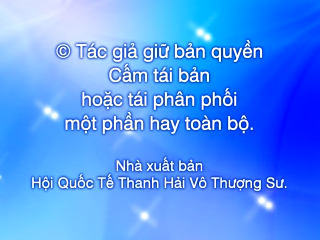 © Tác giả giữ bản quyền
Cấm tái bản
hoặc tái phân phối
một phần hay toàn bộ.
Nhà xuất bản
Hội Quốc Tế Thanh Hải Vô Thượng Sư.